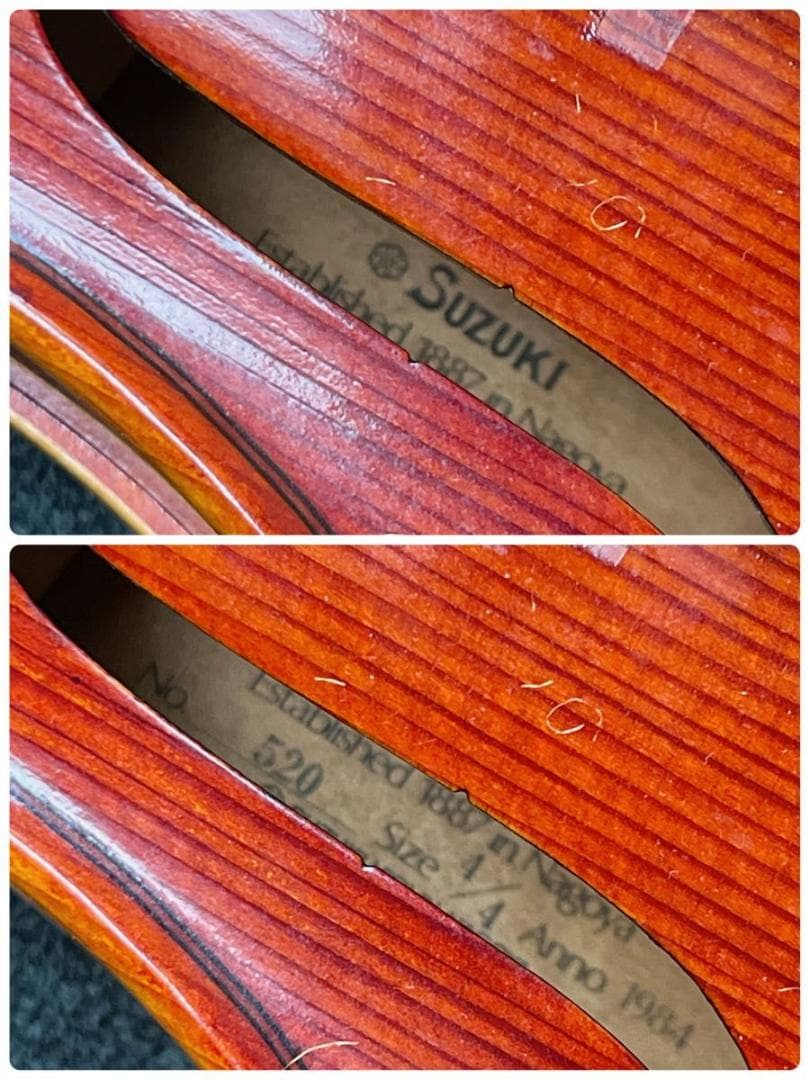 SUZUKI
Established 1887 in Nagoya
Established 1887 in Nagoya
No. 520 Size 4/4 Anno 1984